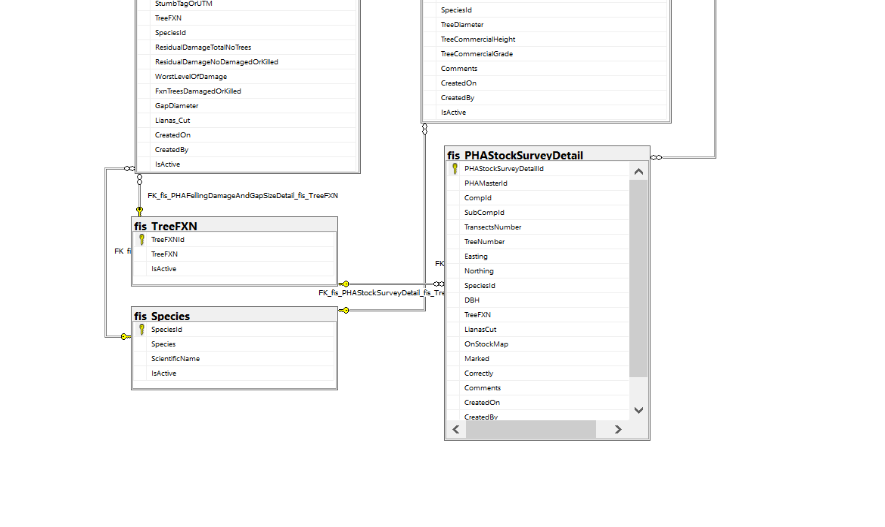 StumbTagOrUTM
TreeFXN
SpeciesId
ResidualDamageTotalNoTrees
ResidualDamageNoDamagedOrKilled
WorstLevelOfDamage
FxnTreesDamagedOrKilled
GapDiameter
Lianas_Cut
CreatedOn
CreatedBy
IsActive
SpeciesId
TreeDiameter
TreeCommercialHeight
TreeCommercialGrade
Comments
CreatedOn
CreatedBy
IsActive
FK_fis_PHAFellingDamageAndGapSizeDetail_fis_TreeFXN
fis_TreeFXN
TreeFXNId
TreeFXN
IsActive
FK_fi
FK
FK_fis_PHAStockSurveyDetail_fis_Tre
fis_Species
SpeciesId
Species
ScientificName
IsActive
fis_PHAStockSurveyDetail
PHAStockSurveyDetailId
PHAMasterId
CompId
SubCompId
TransectsNumber
TreeNumber
Easting
Northing
SpeciesId
DBH
TreeFXN
LianasCut
OnStockMap
Marked
Correctly
Comments
CreatedOn
CreatedBy